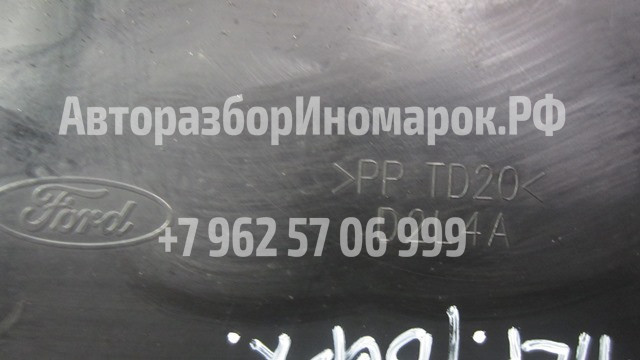 АвторазборИномарок.РФ
>PP TD20<
Ford
+7 962 57 06 999